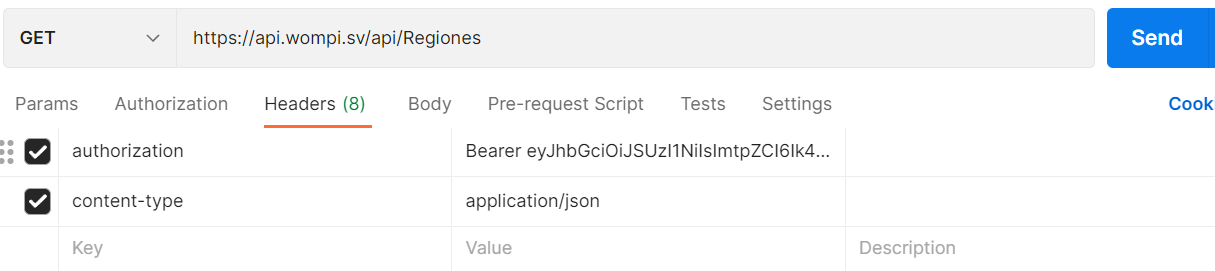 GET https://api.wompi.sv/api/Regiones Send
Params Authorization Headers (8) Body Pre-request Script Tests Settings Cook
authorization Bearer eyJhbGciOiJSUzI1NiIsImtpZCI6Ik4...
content-type application/json
Key Value Description